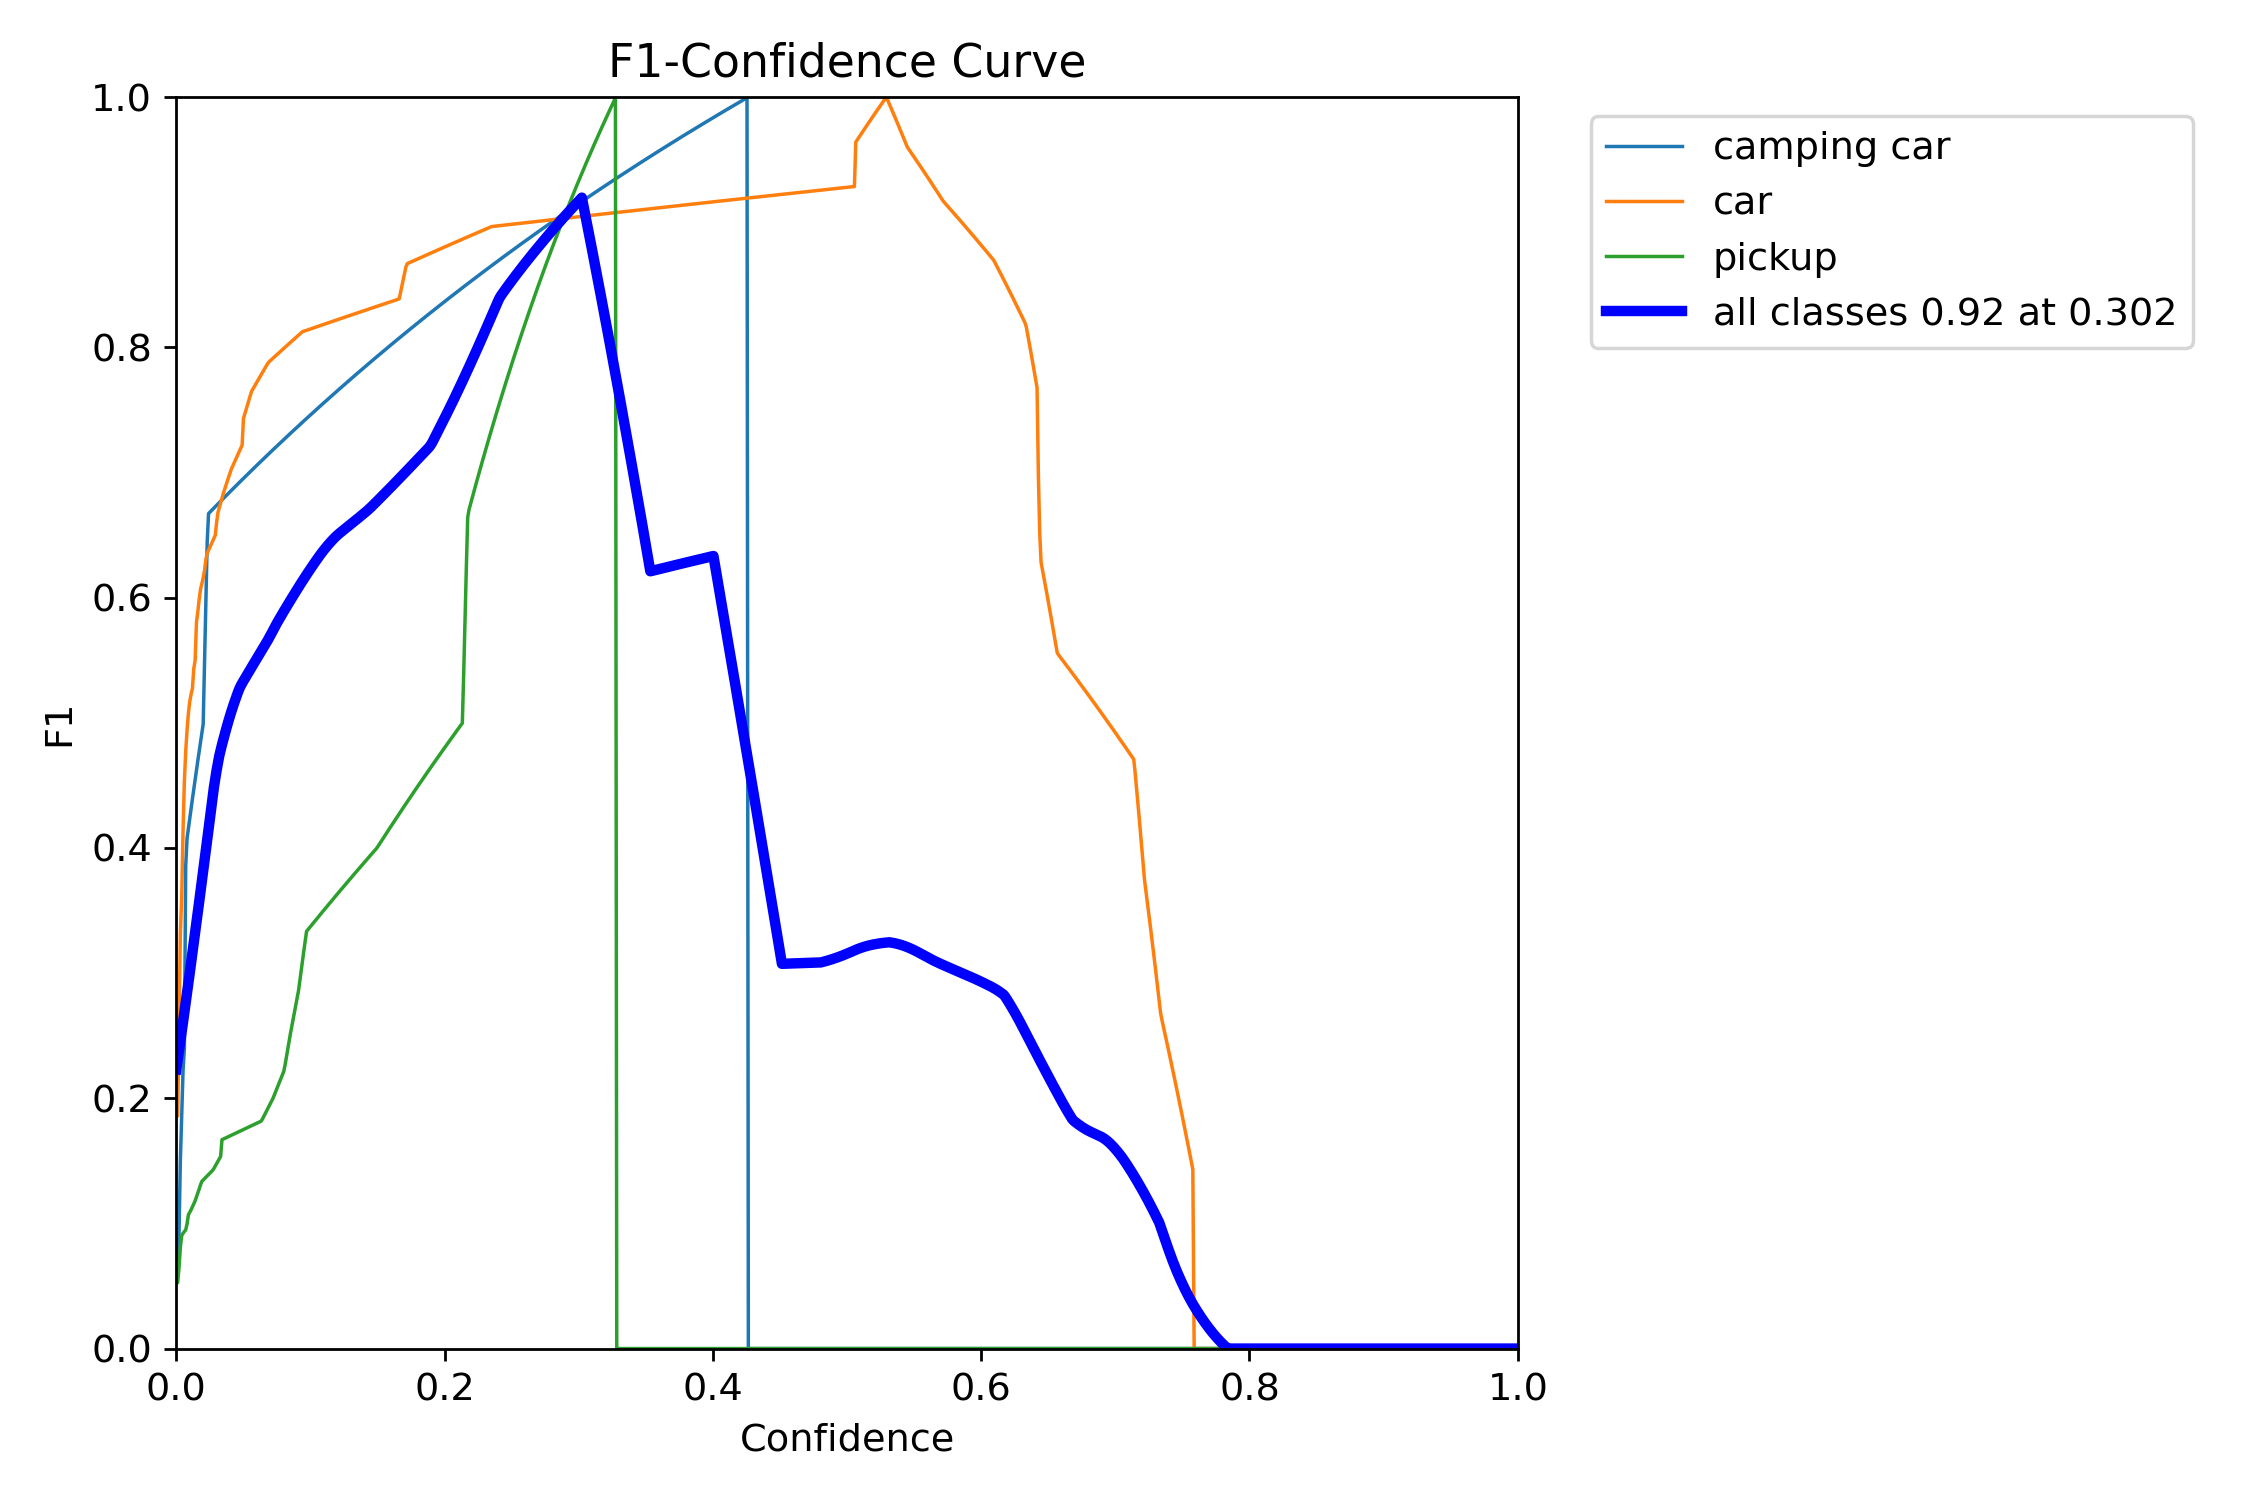 F1-Confidence Curve
1.0
0.8
0.6
0.4
0.2
0.0
F1
0.0 0.2 0.4 0.6 0.8 1.0
Confidence
camping car
car
pickup
all classes 0.92 at 0.302